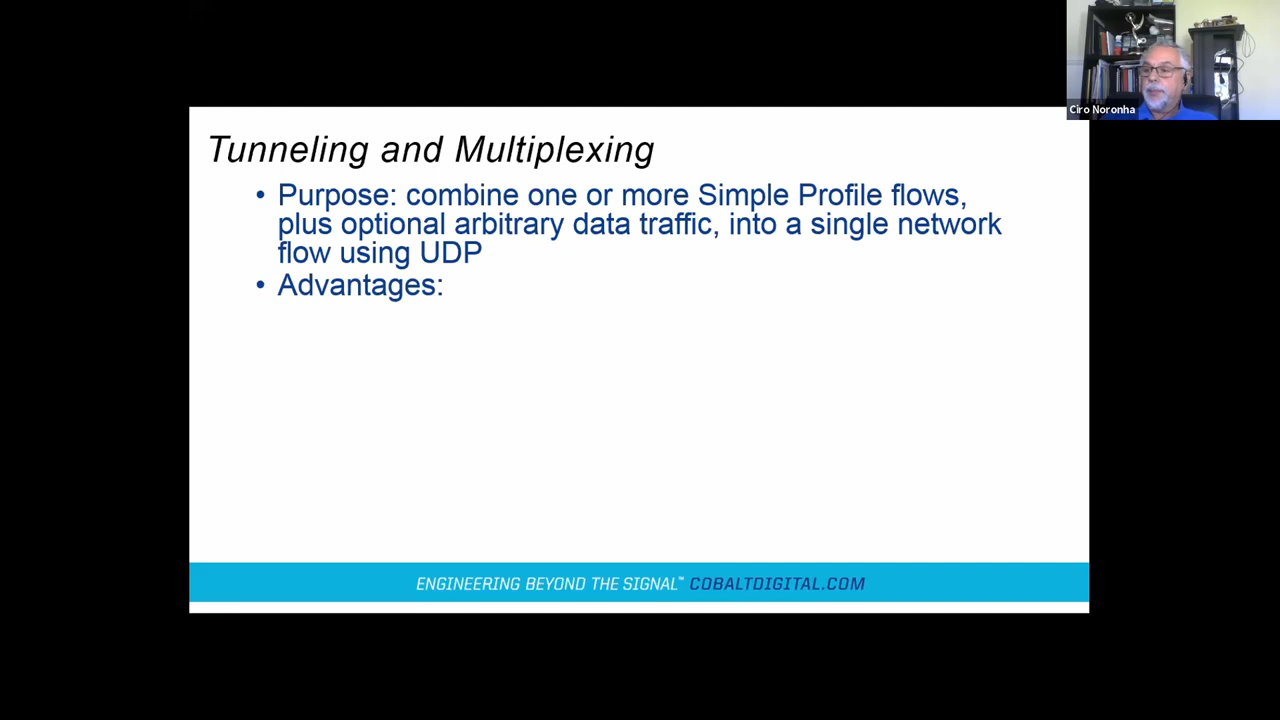 Ciro Noronha
Tunneling and Multiplexing
• Purpose: combine one or more Simple Profile flows,
plus optional arbitrary data traffic, into a single network
flow using UDP
• Advantages:
ENGINEERING BEYOND THE SIGNAL™ COBALTDIGITAL.COM